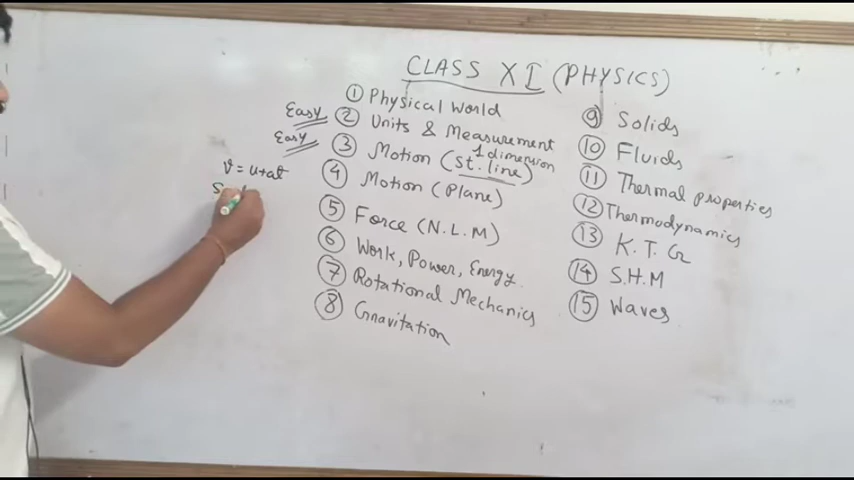 CLASS XI (PHYSICS)
① Physical World
Easy ② Units & Measurement
Easy ③ Motion (St. line) 1 dimension
④ Motion (Plane)
⑤ Force (N.L.M)
⑥ Work, Power, Energy.
⑦ Rotational Mechanics
⑧ Gravitation
⑨ Solids
⑩ Fluids
⑪ Thermal properties
⑫ Thermodynamics
⑬ K.T.G
⑭ S.H.M
⑮ Waves
v = u+at
S